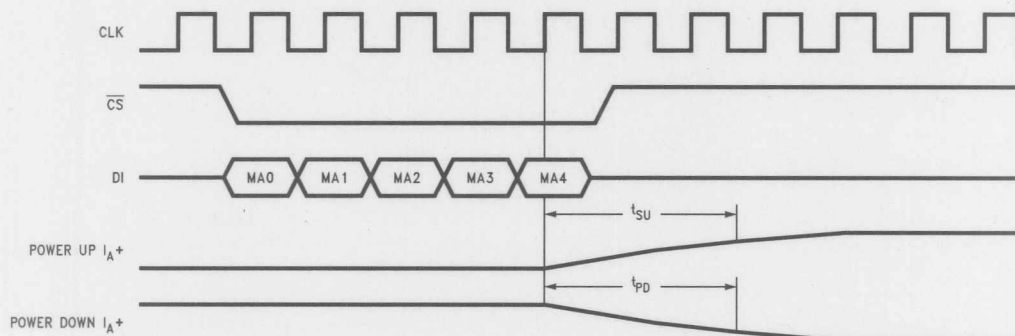 CLK
CS
DI
MA0 MA1 MA2 MA3 MA4
tSU
POWER UP IA+
tPD
POWER DOWN IA+